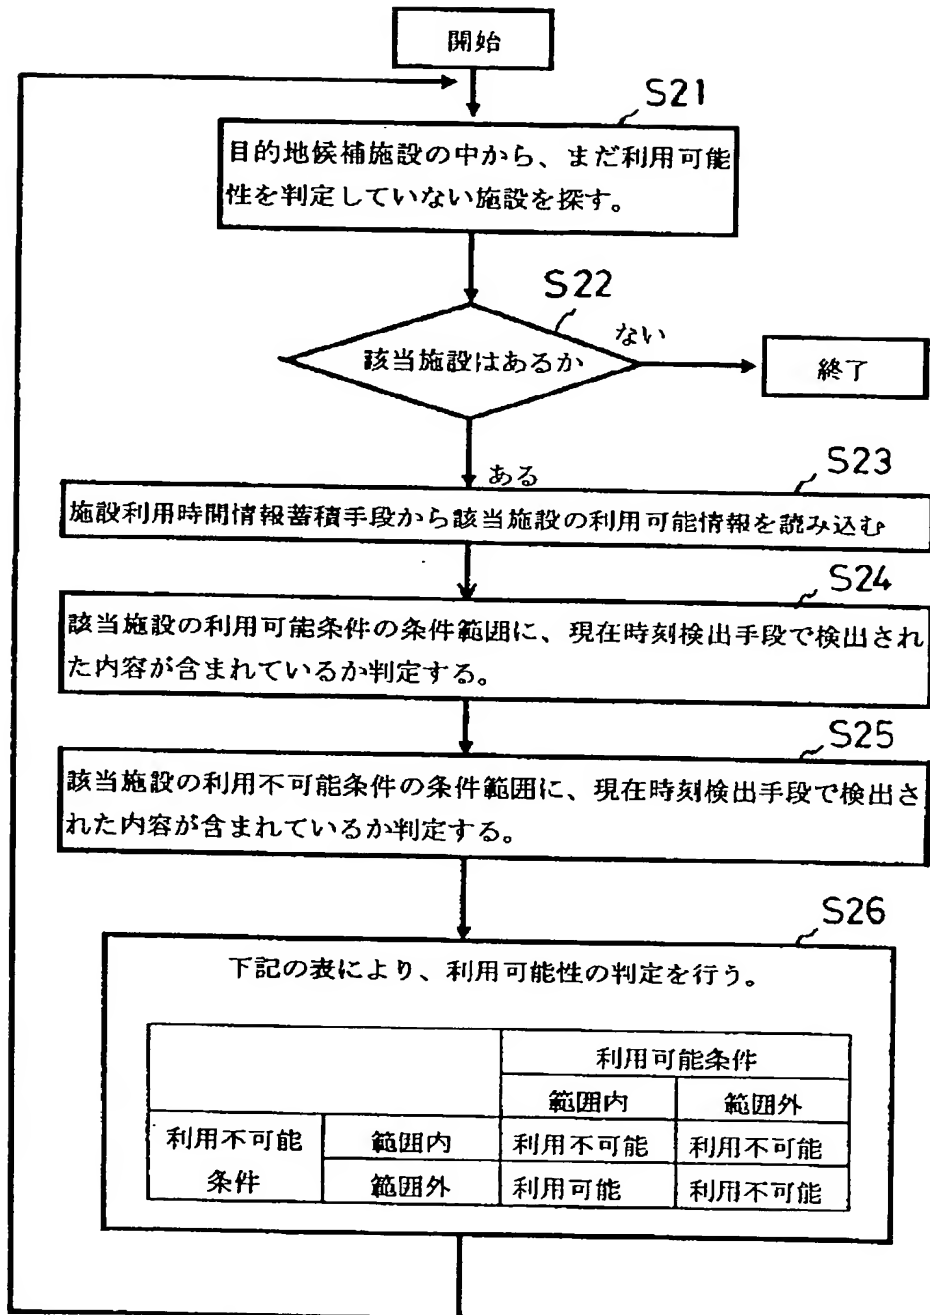 開始
S21
目的地候補施設の中から、まだ利用可能
性を判定していない施設を探す。
S22
該当施設はあるか
ない
終了
ある
S23
施設利用時間情報蓄積手段から該当施設の利用可能情報を読み込む
S24
該当施設の利用可能条件の条件範囲に、現在時刻検出手段で検出され
た内容が含まれているか判定する。
S25
該当施設の利用不可能条件の条件範囲に、現在時刻検出手段で検出さ
れた内容が含まれているか判定する。
S26
下記の表により、利用可能性の判定を行う。
利用可能条件
範囲内 範囲外
利用不可能 範囲内 利用不可能 利用不可能
条件 範囲外 利用可能 利用不可能